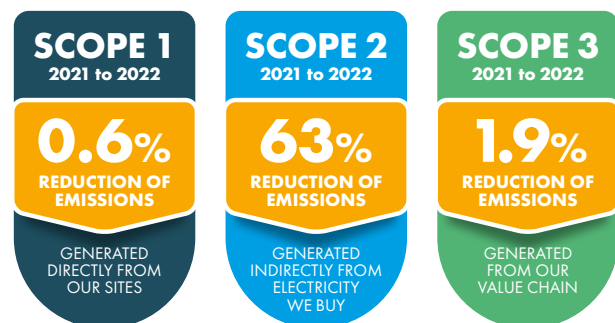 SCOPE 1
2021 to 2022
0.6%
REDUCTION OF
EMISSIONS
GENERATED
DIRECTLY FROM
OUR SITES
SCOPE 2
2021 to 2022
63%
REDUCTION OF
EMISSIONS
GENERATED
INDIRECTLY FROM
ELECTRICITY
WE BUY
SCOPE 3
2021 to 2022
1.9%
REDUCTION OF
EMISSIONS
GENERATED
FROM OUR
VALUE CHAIN